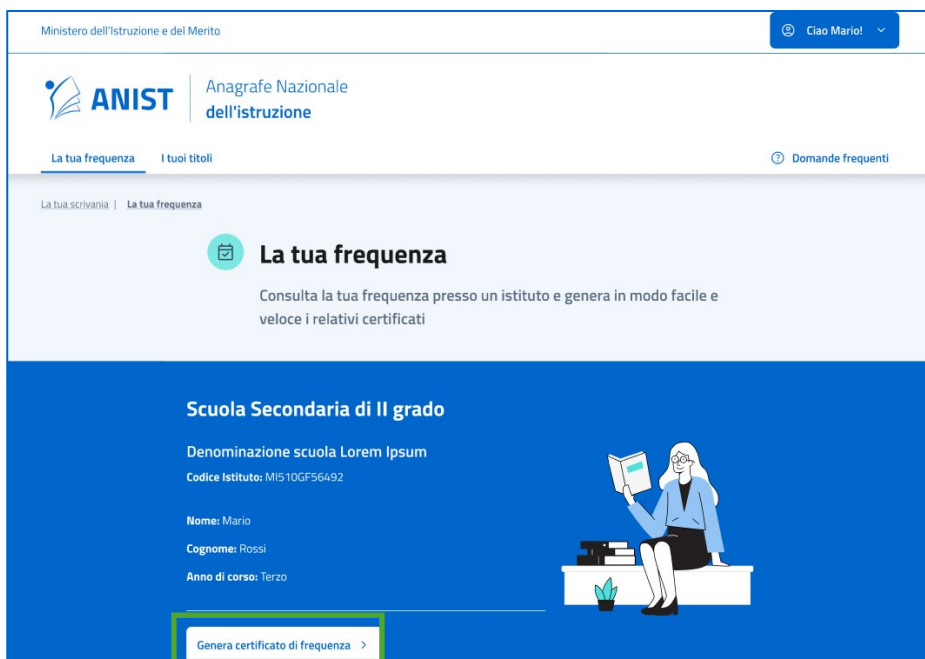 Ministero dell'Istruzione e del Merito
Ciao Mario!
ANIST
Anagrafe Nazionale
dell'istruzione
La tua frequenza
I tuoi titoli
Domande frequenti
La tua scrivania | La tua frequenza
La tua frequenza
Consulta la tua frequenza presso un istituto e genera in modo facile e
veloce i relativi certificati
Scuola Secondaria di II grado
Denominazione scuola Lorem Ipsum
Codice Istituto: MI510GF56492
Nome: Mario
Cognome: Rossi
Anno di corso: Terzo
Genera certificato di frequenza >